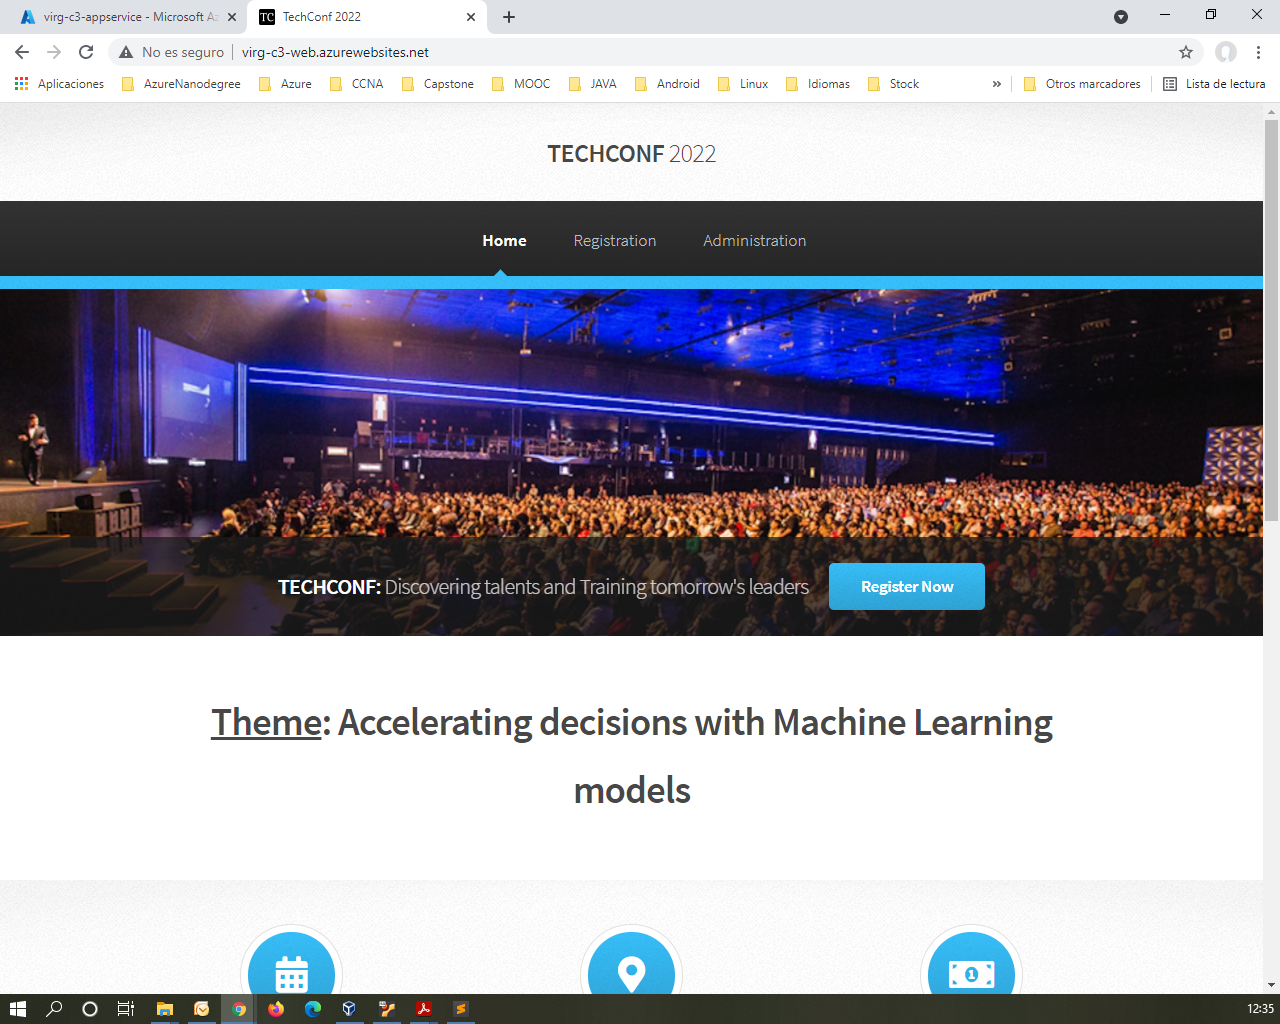 virg-c3-appservice - Microsoft Az
TC TechConf 2022
No es seguro virg-c3-web.azurewebsites.net
Aplicaciones AzureNanodegree Azure CCNA Capstone MOOC JAVA Android Linux Idiomas Stock » Otros marcadores Lista de lectura
TECHCONF 2022
Home Registration Administration
TECHCONF: Discovering talents and Training tomorrow's leaders Register Now
Theme: Accelerating decisions with Machine Learning
models
1
12:35